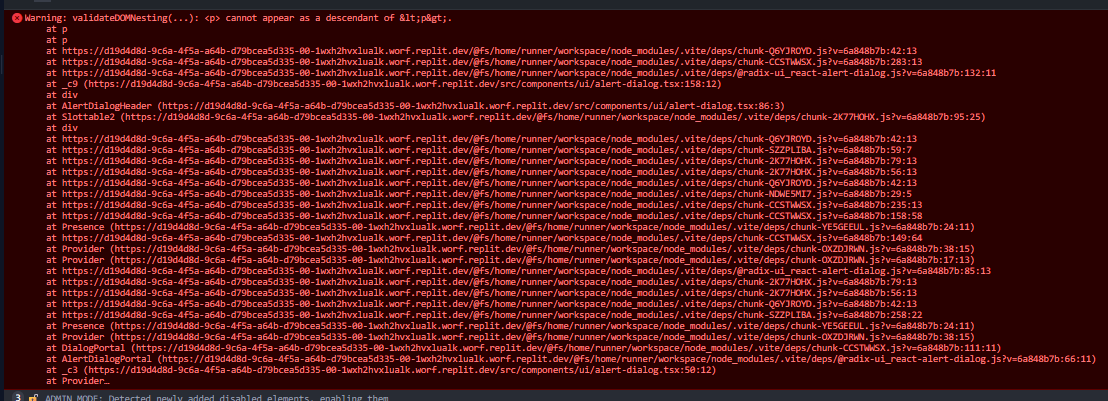 Warning: validateDOMNesting(...): <p> cannot appear as a descendant of &lt;p&gt;.
at p
at p
at https://d19d4d8d-9c6a-4f5a-a64b-d79bcea5d335-00-1wxh2hvxlualk.worf.replit.dev/@fs/home/runner/workspace/node_modules/.vite/deps/chunk-Q6YJROYD.js?v=6a848b7b:42:13
at https://d19d4d8d-9c6a-4f5a-a64b-d79bcea5d335-00-1wxh2hvxlualk.worf.replit.dev/@fs/home/runner/workspace/node_modules/.vite/deps/chunk-CCSTWWSX.js?v=6a848b7b:283:13
at https://d19d4d8d-9c6a-4f5a-a64b-d79bcea5d335-00-1wxh2hvxlualk.worf.replit.dev/@fs/home/runner/workspace/node_modules/.vite/deps/@radix-ui_react-alert-dialog.js?v=6a848b7b:132:11
at _c9 (https://d19d4d8d-9c6a-4f5a-a64b-d79bcea5d335-00-1wxh2hvxlualk.worf.replit.dev/src/components/ui/alert-dialog.tsx:158:12)
at div
at AlertDialogHeader (https://d19d4d8d-9c6a-4f5a-a64b-d79bcea5d335-00-1wxh2hvxlualk.worf.replit.dev/src/components/ui/alert-dialog.tsx:86:3)
at Slottable2 (https://d19d4d8d-9c6a-4f5a-a64b-d79bcea5d335-00-1wxh2hvxlualk.worf.replit.dev/@fs/home/runner/workspace/node_modules/.vite/deps/chunk-2K77HOHX.js?v=6a848b7b:95:25)
at div
at https://d19d4d8d-9c6a-4f5a-a64b-d79bcea5d335-00-1wxh2hvxlualk.worf.replit.dev/@fs/home/runner/workspace/node_modules/.vite/deps/chunk-Q6YJROYD.js?v=6a848b7b:42:13
at https://d19d4d8d-9c6a-4f5a-a64b-d79bcea5d335-00-1wxh2hvxlualk.worf.replit.dev/@fs/home/runner/workspace/node_modules/.vite/deps/chunk-SZZPLIBA.js?v=6a848b7b:59:7
at https://d19d4d8d-9c6a-4f5a-a64b-d79bcea5d335-00-1wxh2hvxlualk.worf.replit.dev/@fs/home/runner/workspace/node_modules/.vite/deps/chunk-2K77HOHX.js?v=6a848b7b:79:13
at https://d19d4d8d-9c6a-4f5a-a64b-d79bcea5d335-00-1wxh2hvxlualk.worf.replit.dev/@fs/home/runner/workspace/node_modules/.vite/deps/chunk-2K77HOHX.js?v=6a848b7b:56:13
at https://d19d4d8d-9c6a-4f5a-a64b-d79bcea5d335-00-1wxh2hvxlualk.worf.replit.dev/@fs/home/runner/workspace/node_modules/.vite/deps/chunk-Q6YJROYD.js?v=6a848b7b:42:13
at https://d19d4d8d-9c6a-4f5a-a64b-d79bcea5d335-00-1wxh2hvxlualk.worf.replit.dev/@fs/home/runner/workspace/node_modules/.vite/deps/chunk-NDWE5MI7.js?v=6a848b7b:29:5
at https://d19d4d8d-9c6a-4f5a-a64b-d79bcea5d335-00-1wxh2hvxlualk.worf.replit.dev/@fs/home/runner/workspace/node_modules/.vite/deps/chunk-CCSTWWSX.js?v=6a848b7b:235:13
at https://d19d4d8d-9c6a-4f5a-a64b-d79bcea5d335-00-1wxh2hvxlualk.worf.replit.dev/@fs/home/runner/workspace/node_modules/.vite/deps/chunk-CCSTWWSX.js?v=6a848b7b:158:58
at Presence (https://d19d4d8d-9c6a-4f5a-a64b-d79bcea5d335-00-1wxh2hvxlualk.worf.replit.dev/@fs/home/runner/workspace/node_modules/.vite/deps/chunk-YE5GEEUL.js?v=6a848b7b:24:11)
at https://d19d4d8d-9c6a-4f5a-a64b-d79bcea5d335-00-1wxh2hvxlualk.worf.replit.dev/@fs/home/runner/workspace/node_modules/.vite/deps/chunk-CCSTWWSX.js?v=6a848b7b:149:64
at Provider (https://d19d4d8d-9c6a-4f5a-a64b-d79bcea5d335-00-1wxh2hvxlualk.worf.replit.dev/@fs/home/runner/workspace/node_modules/.vite/deps/chunk-OXZDJRWN.js?v=6a848b7b:38:15)
at Provider (https://d19d4d8d-9c6a-4f5a-a64b-d79bcea5d335-00-1wxh2hvxlualk.worf.replit.dev/@fs/home/runner/workspace/node_modules/.vite/deps/chunk-OXZDJRWN.js?v=6a848b7b:17:13)
at https://d19d4d8d-9c6a-4f5a-a64b-d79bcea5d335-00-1wxh2hvxlualk.worf.replit.dev/@fs/home/runner/workspace/node_modules/.vite/deps/@radix-ui_react-alert-dialog.js?v=6a848b7b:85:13
at https://d19d4d8d-9c6a-4f5a-a64b-d79bcea5d335-00-1wxh2hvxlualk.worf.replit.dev/@fs/home/runner/workspace/node_modules/.vite/deps/chunk-2K77HOHX.js?v=6a848b7b:79:13
at https://d19d4d8d-9c6a-4f5a-a64b-d79bcea5d335-00-1wxh2hvxlualk.worf.replit.dev/@fs/home/runner/workspace/node_modules/.vite/deps/chunk-2K77HOHX.js?v=6a848b7b:56:13
at https://d19d4d8d-9c6a-4f5a-a64b-d79bcea5d335-00-1wxh2hvxlualk.worf.replit.dev/@fs/home/runner/workspace/node_modules/.vite/deps/chunk-Q6YJROYD.js?v=6a848b7b:42:13
at https://d19d4d8d-9c6a-4f5a-a64b-d79bcea5d335-00-1wxh2hvxlualk.worf.replit.dev/@fs/home/runner/workspace/node_modules/.vite/deps/chunk-SZZPLIBA.js?v=6a848b7b:258:22
at Presence (https://d19d4d8d-9c6a-4f5a-a64b-d79bcea5d335-00-1wxh2hvxlualk.worf.replit.dev/@fs/home/runner/workspace/node_modules/.vite/deps/chunk-YE5GEEUL.js?v=6a848b7b:24:11)
at Provider (https://d19d4d8d-9c6a-4f5a-a64b-d79bcea5d335-00-1wxh2hvxlualk.worf.replit.dev/@fs/home/runner/workspace/node_modules/.vite/deps/chunk-OXZDJRWN.js?v=6a848b7b:38:15)
at DialogPortal (https://d19d4d8d-9c6a-4f5a-a64b-d79bcea5d335-00-1wxh2hvxlualk.worf.replit.dev/@fs/home/runner/workspace/node_modules/.vite/deps/chunk-CCSTWWSX.js?v=6a848b7b:111:11)
at AlertDialogPortal (https://d19d4d8d-9c6a-4f5a-a64b-d79bcea5d335-00-1wxh2hvxlualk.worf.replit.dev/@fs/home/runner/workspace/node_modules/.vite/deps/@radix-ui_react-alert-dialog.js?v=6a848b7b:66:11)
at _c3 (https://d19d4d8d-9c6a-4f5a-a64b-d79bcea5d335-00-1wxh2hvxlualk.worf.replit.dev/src/components/ui/alert-dialog.tsx:50:12)
at Provider…
3 🔓 ADMIN MODE: Detected newly added disabled elements, enabling them